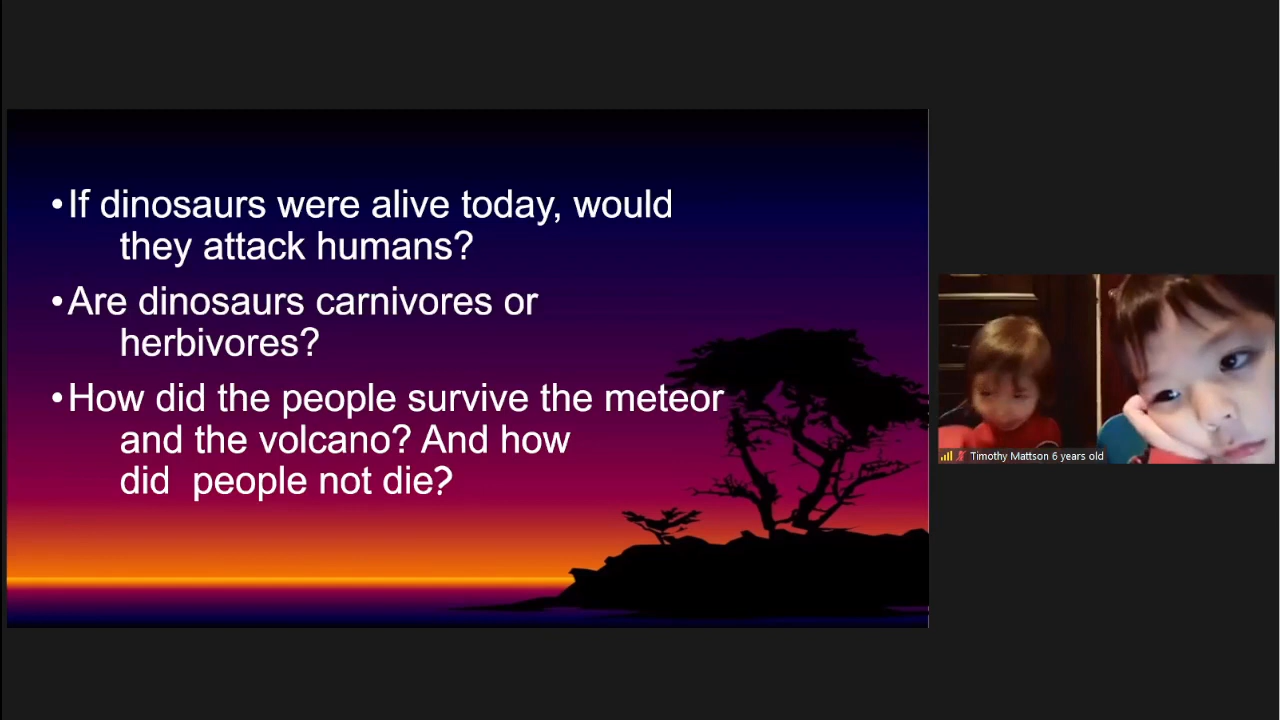 •If dinosaurs were alive today, would
they attack humans?
•Are dinosaurs carnivores or
herbivores?
•How did the people survive the meteor
and the volcano? And how
did  people not die?
Timothy Mattson 6 years old